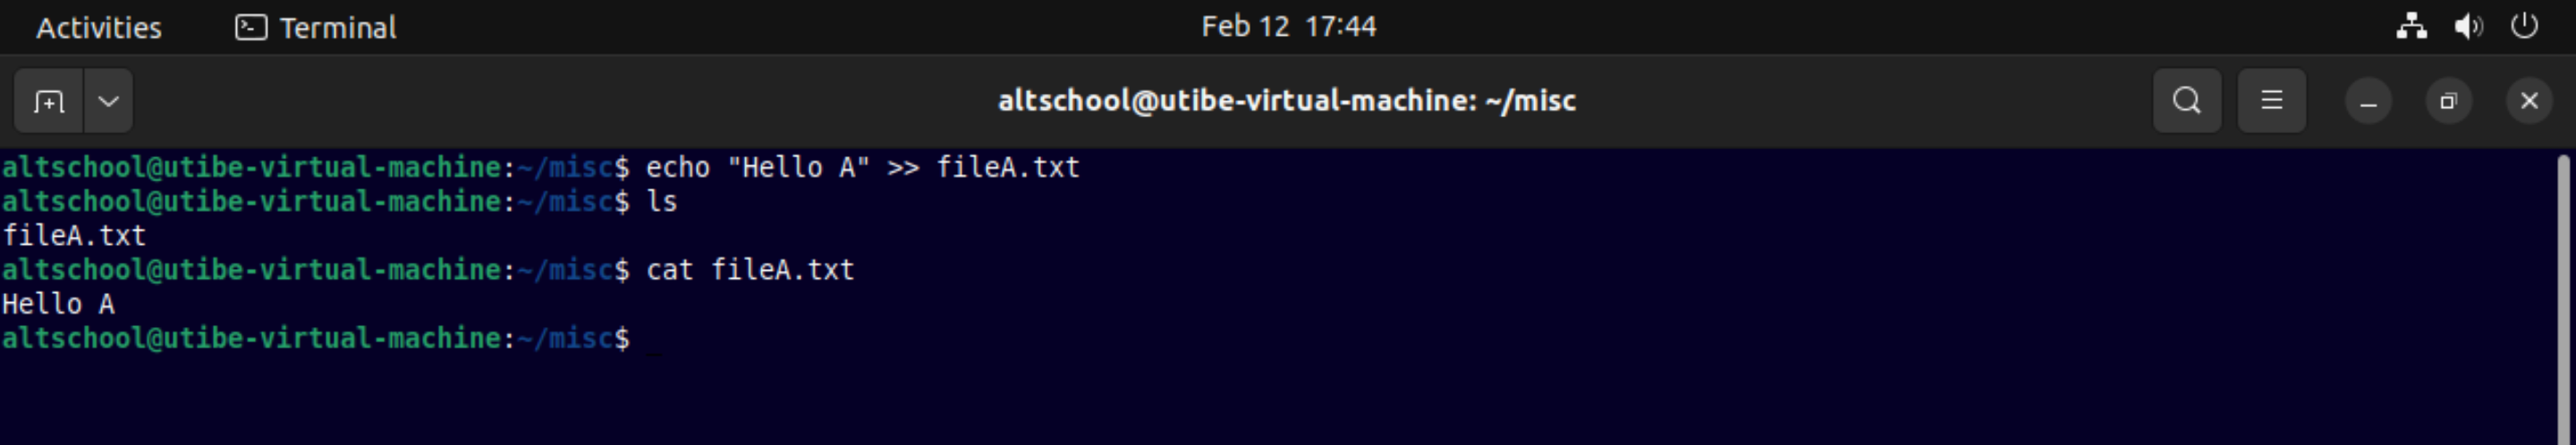 Activities Terminal Feb 12 17:44
altschool@utibe-virtual-machine: ~/misc
altschool@utibe-virtual-machine:~/misc$ echo "Hello A" >> fileA.txt
altschool@utibe-virtual-machine:~/misc$ ls
fileA.txt
altschool@utibe-virtual-machine:~/misc$ cat fileA.txt
Hello A
altschool@utibe-virtual-machine:~/misc$